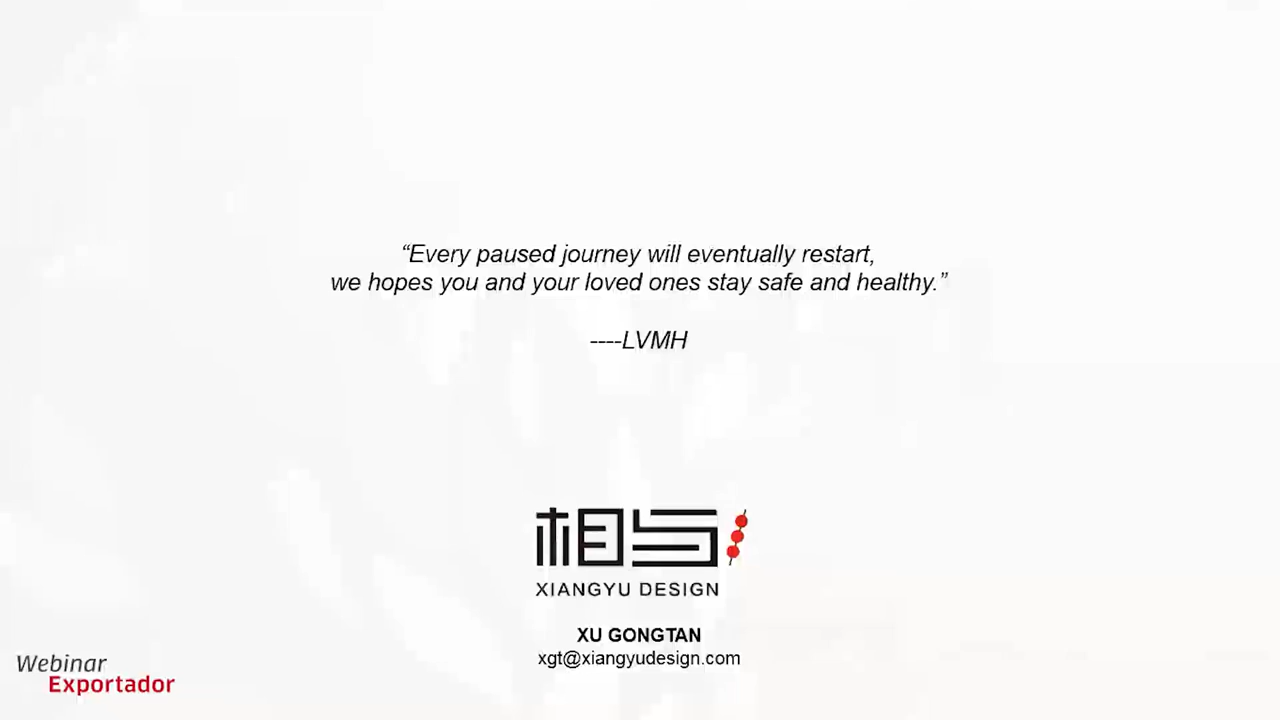 “Every paused journey will eventually restart,
we hopes you and your loved ones stay safe and healthy.”
----LVMH
相与
XIANGYU DESIGN
XU GONGTAN
xgt@xiangyudesign.com
Webinar
Exportador